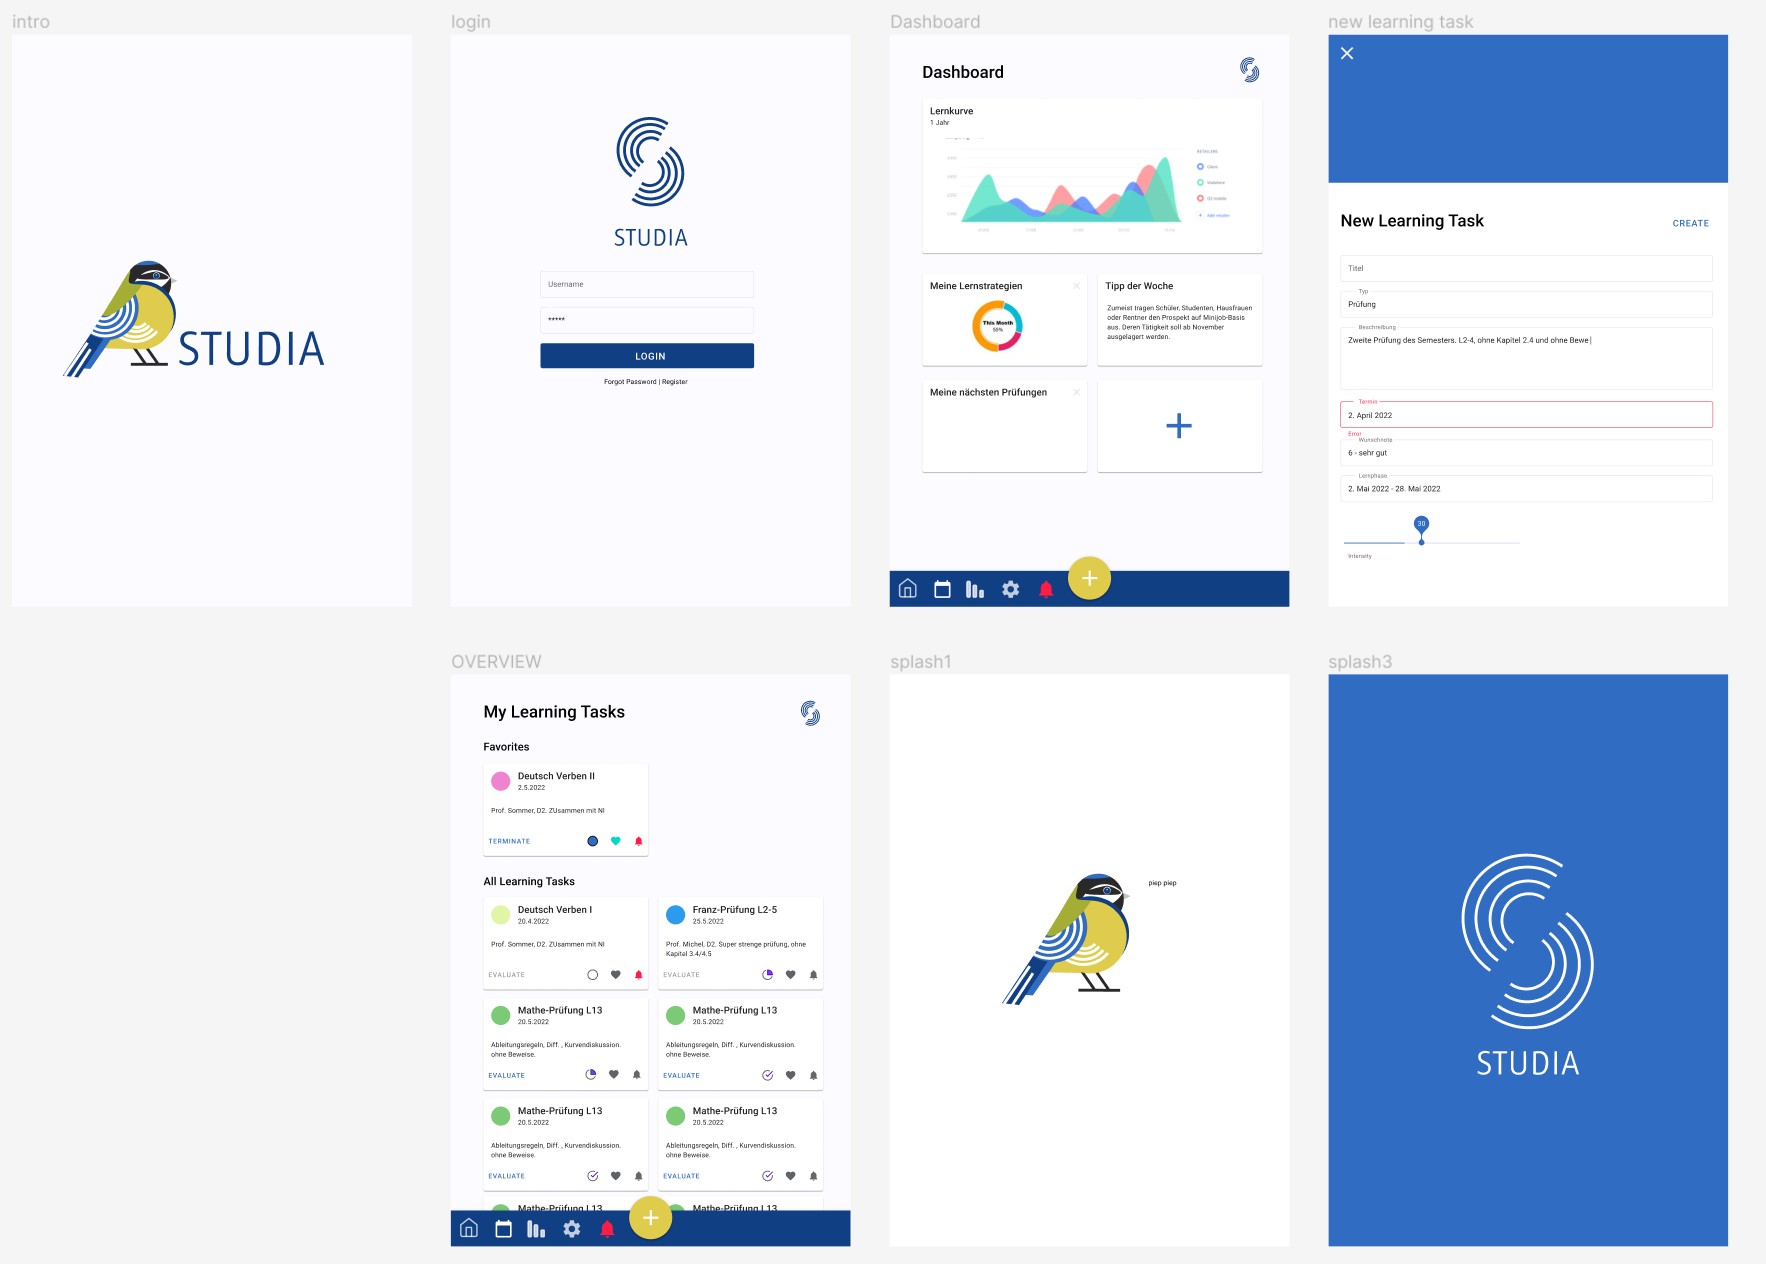 intro
STUDIA
login
STUDIA
Username
*****
LOGIN
Forgot Password | Register
Dashboard
Dashboard
Lernkurve
1 Jahr
RETAILERS
Vodafone
O2 mobile
+ Add retailer
Meine Lernstrategien
This Month
55%
Tipp der Woche
Zumeist tragen Schüler, Studenten, Hausfrauen
oder Rentner den Prospekt auf Minijob-Basis
aus. Deren Tätigkeit soll ab November
ausgelagert werden.
Meine nächsten Prüfungen
new learning task
New Learning Task
CREATE
Titel
Typ
Prüfung
Beschreibung
Zweite Prüfung des Semesters. L2-4, ohne Kapitel 2.4 und ohne Bewe
Termin
2. April 2022
Error
Wunschnote
6 - sehr gut
Lernphase
2. Mai 2022 - 28. Mai 2022
30
Intensity
OVERVIEW
My Learning Tasks
Favorites
Deutsch Verben II
2.5.2022
Prof. Sommer, D2. ZUsammen mit NI
TERMINATE
All Learning Tasks
Deutsch Verben I
20.4.2022
Prof. Sommer, D2. ZUsammen mit NI
EVALUATE
Franz-Prüfung L2-5
25.5.2022
Prof. Michel, D2. Super strenge prüfung, ohne
Kapitel 3.4/4.5
EVALUATE
Mathe-Prüfung L13
20.5.2022
Ableitungsregeln, Diff. , Kurvendiskussion.
ohne Beweise.
EVALUATE
Mathe-Prüfung L13
20.5.2022
Ableitungsregeln, Diff. , Kurvendiskussion.
ohne Beweise.
EVALUATE
Mathe-Prüfung L13
20.5.2022
Ableitungsregeln, Diff. , Kurvendiskussion.
ohne Beweise.
EVALUATE
Mathe-Prüfung L13
20.5.2022
Ableitungsregeln, Diff. , Kurvendiskussion.
ohne Beweise.
EVALUATE
Mathe-Prüfung L13
Mathe-Prüfung L13
splash1
piep piep
splash3
STUDIA